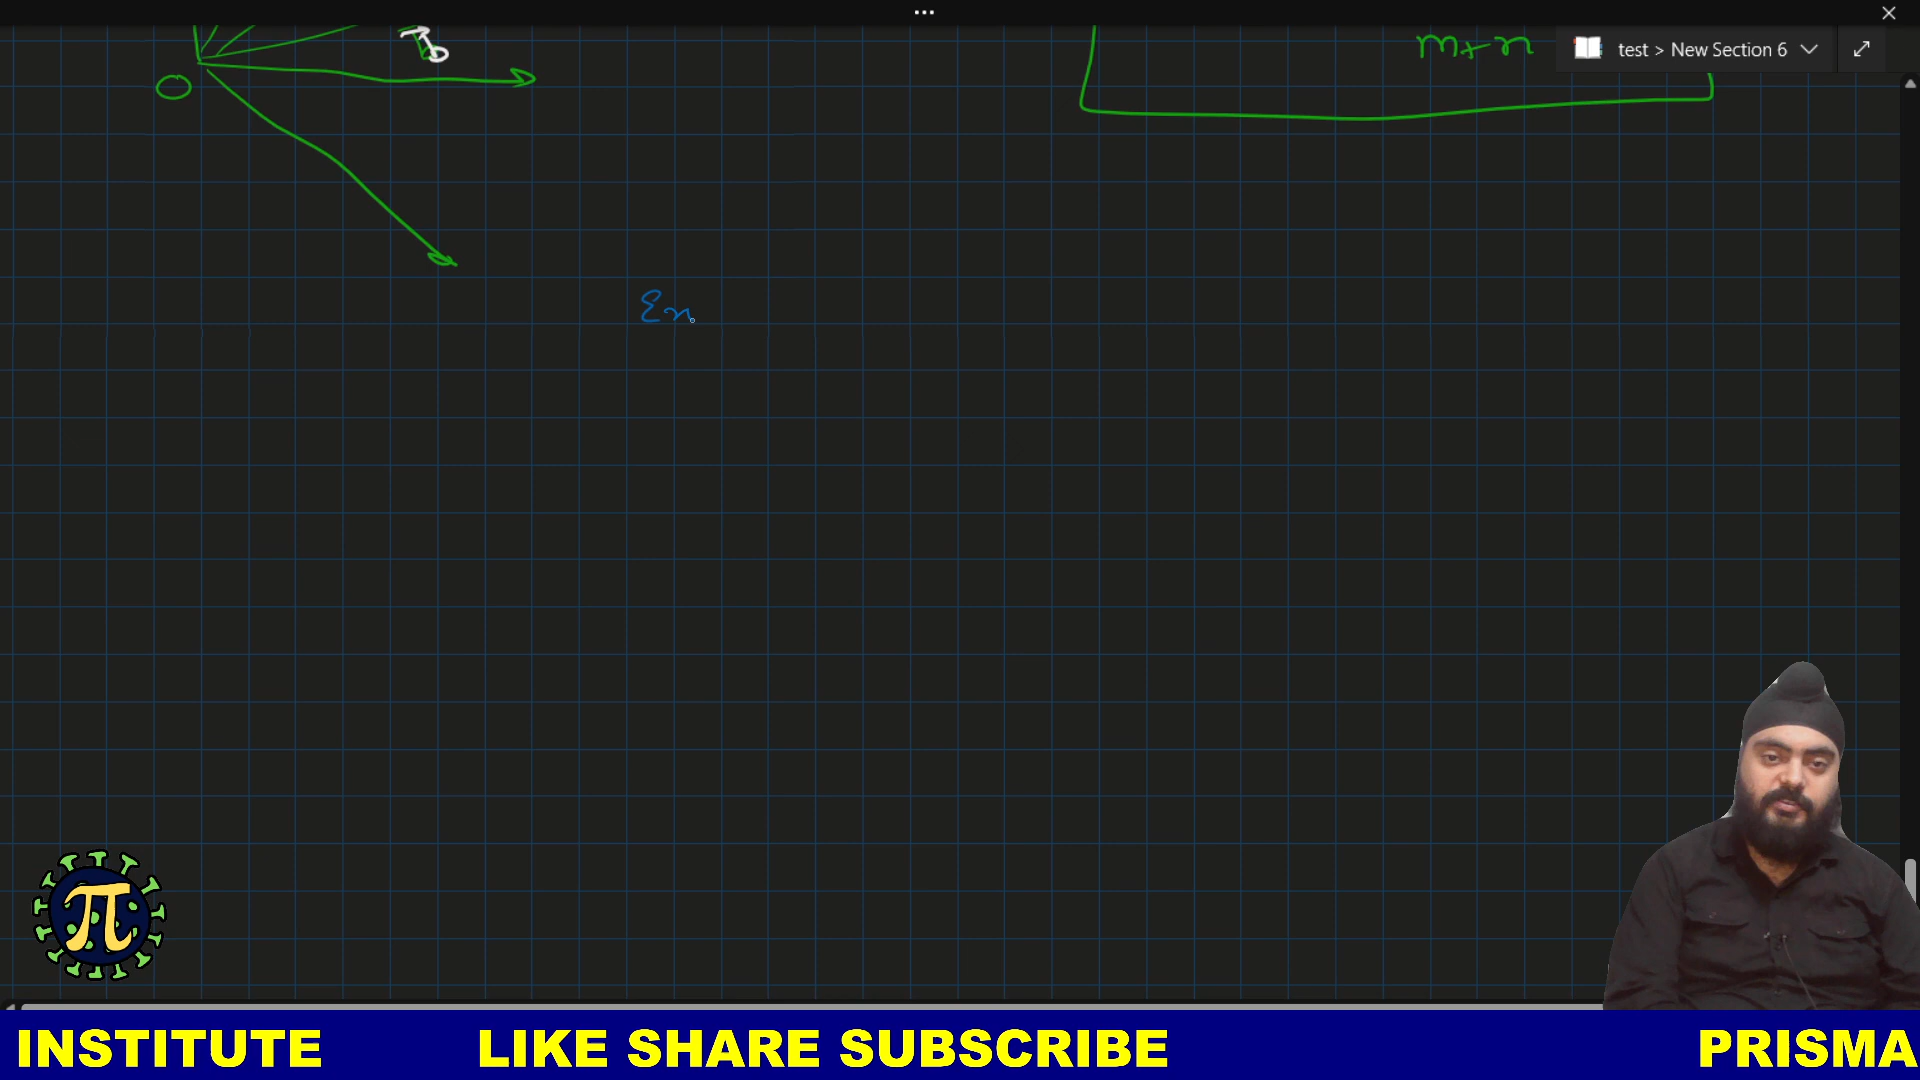 ...
m+n
test > New Section 6
b
O
Ex
π
INSTITUTE LIKE SHARE SUBSCRIBE PRISMA